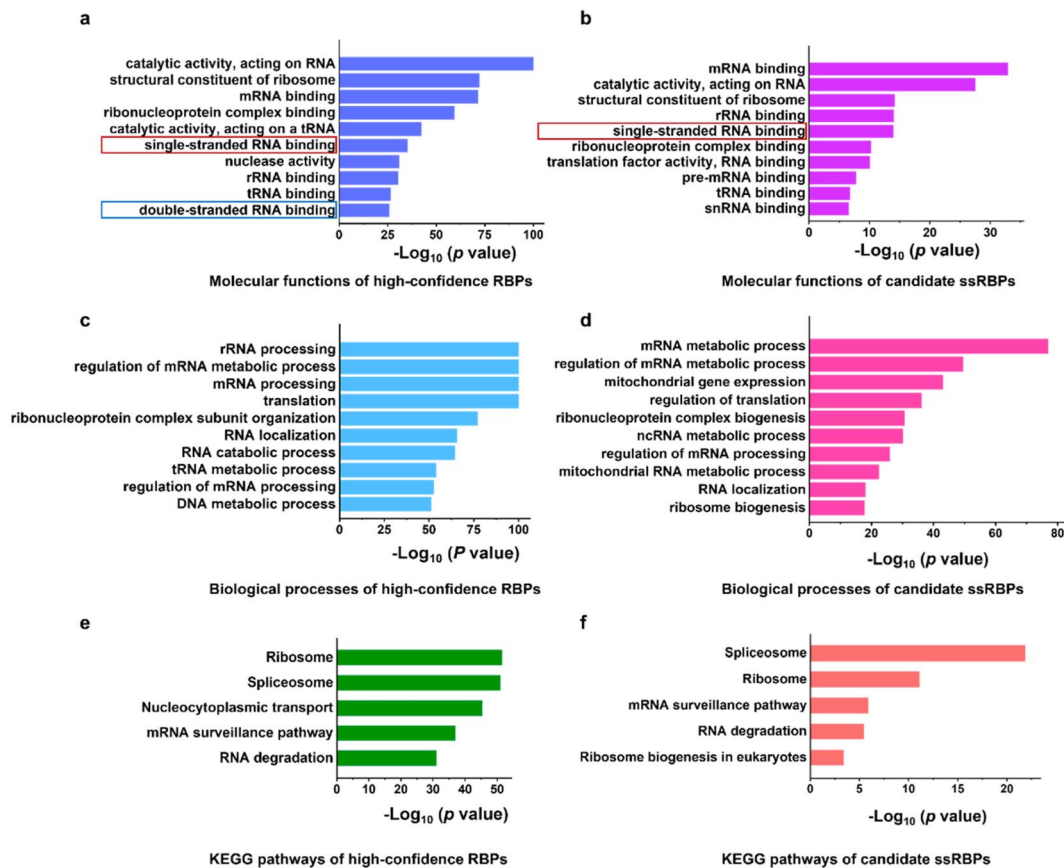 a
catalytic activity, acting on RNA
structural constituent of ribosome
mRNA binding
ribonucleoprotein complex binding
catalytic activity, acting on a tRNA
single-stranded RNA binding
nuclease activity
rRNA binding
tRNA binding
double-stranded RNA binding
0 25 50 75 100
-Log10 (p value)
Molecular functions of high-confidence RBPs
b
mRNA binding
catalytic activity, acting on RNA
structural constituent of ribosome
rRNA binding
single-stranded RNA binding
ribonucleoprotein complex binding
translation factor activity, RNA binding
pre-mRNA binding
tRNA binding
snRNA binding
0 10 20 30
-Log10 (p value)
Molecular functions of candidate ssRBPs
c
rRNA processing
regulation of mRNA metabolic process
mRNA processing
translation
ribonucleoprotein complex subunit organization
RNA localization
RNA catabolic process
tRNA metabolic process
regulation of mRNA processing
DNA metabolic process
0 25 50 75 100
-Log10 (P value)
Biological processes of high-confidence RBPs
d
mRNA metabolic process
regulation of mRNA metabolic process
mitochondrial gene expression
regulation of translation
ribonucleoprotein complex biogenesis
ncRNA metabolic process
regulation of mRNA processing
mitochondrial RNA metabolic process
RNA localization
ribosome biogenesis
0 20 40 60 80
-Log10 (p value)
Biological processes of candidate ssRBPs
e
Ribosome
Spliceosome
Nucleocytoplasmic transport
mRNA surveillance pathway
RNA degradation
0 10 20 30 40 50
-Log10 (p value)
KEGG pathways of high-confidence RBPs
f
Spliceosome
Ribosome
mRNA surveillance pathway
RNA degradation
Ribosome biogenesis in eukaryotes
0 5 10 15 20
-Log10 (p value)
KEGG pathways of candidate ssRBPs